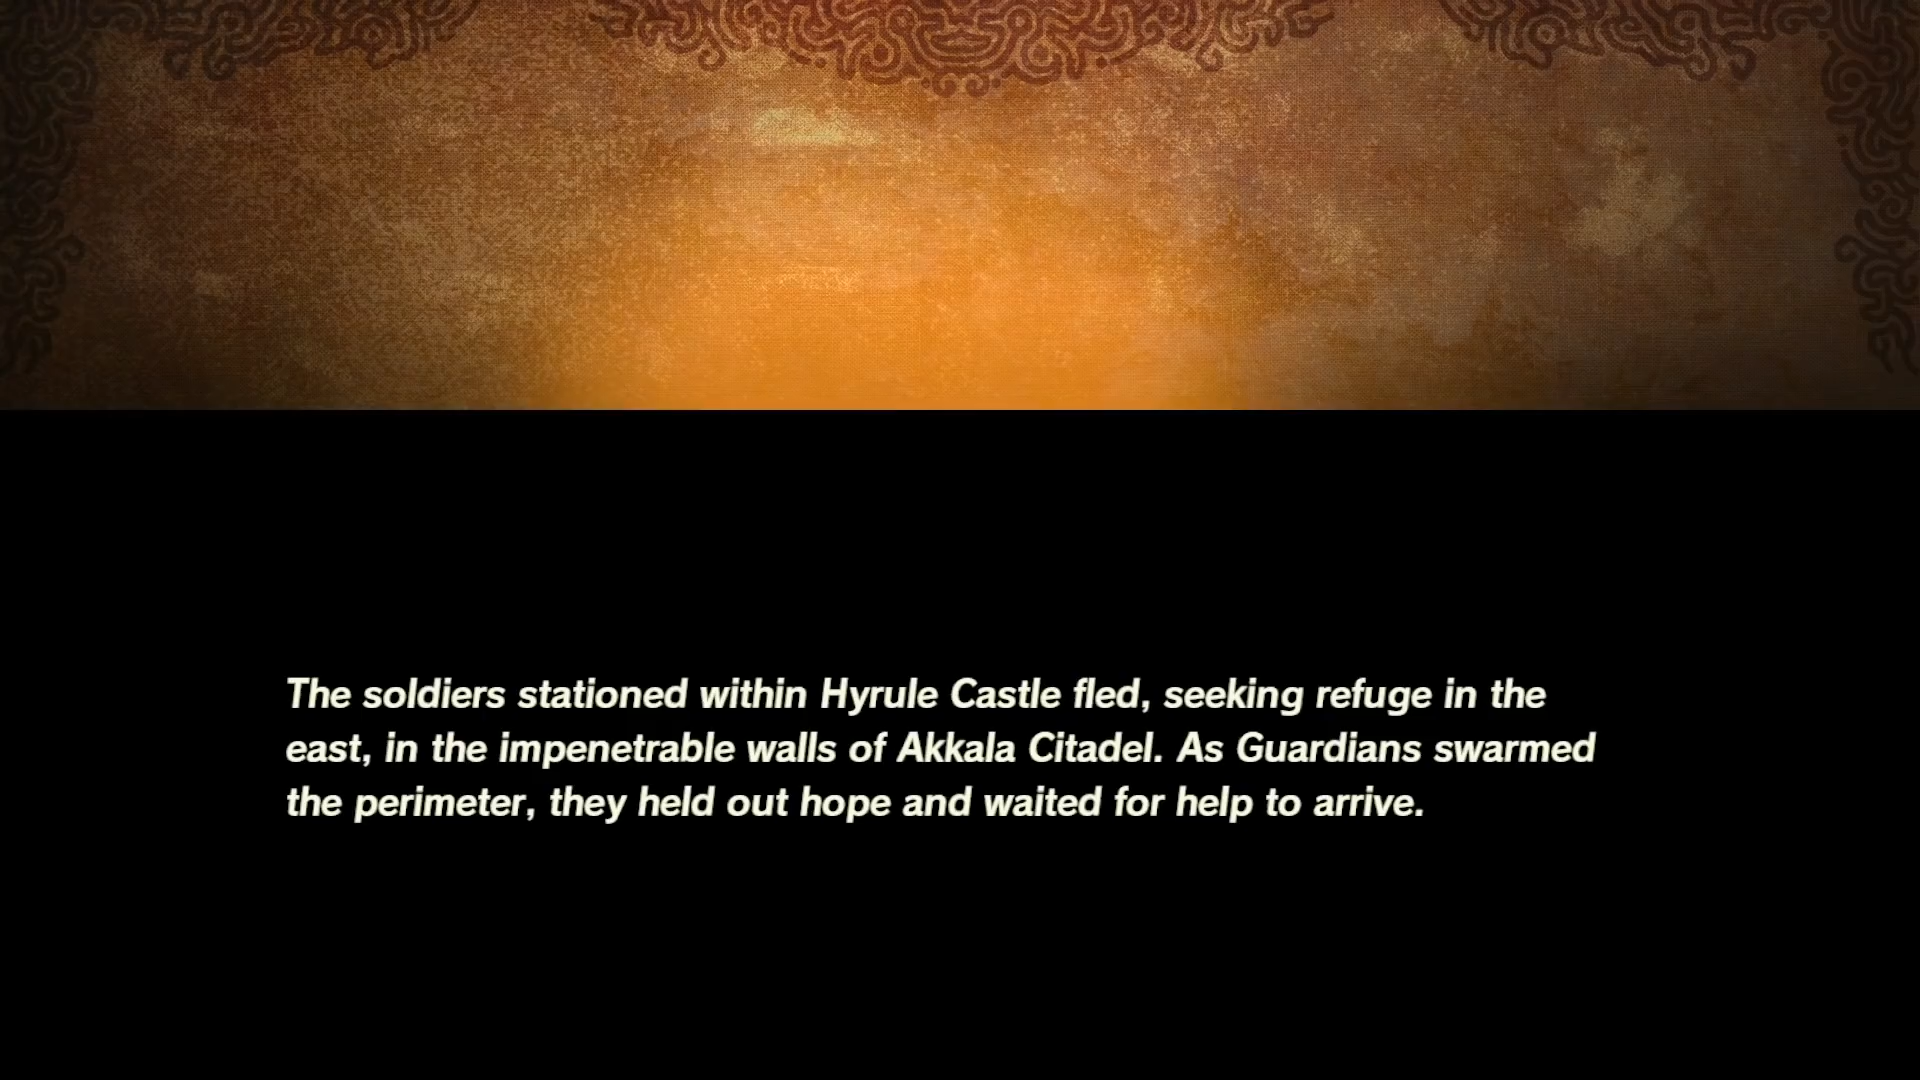 The soldiers stationed within Hyrule Castle fled, seeking refuge in the
east, in the impenetrable walls of Akkala Citadel. As Guardians swarmed
the perimeter, they held out hope and waited for help to arrive.